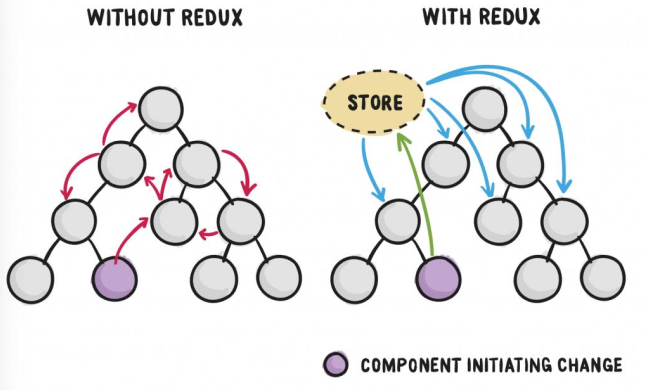 WITHOUT REDUX
WITH REDUX
STORE
COMPONENT INITIATING CHANGE